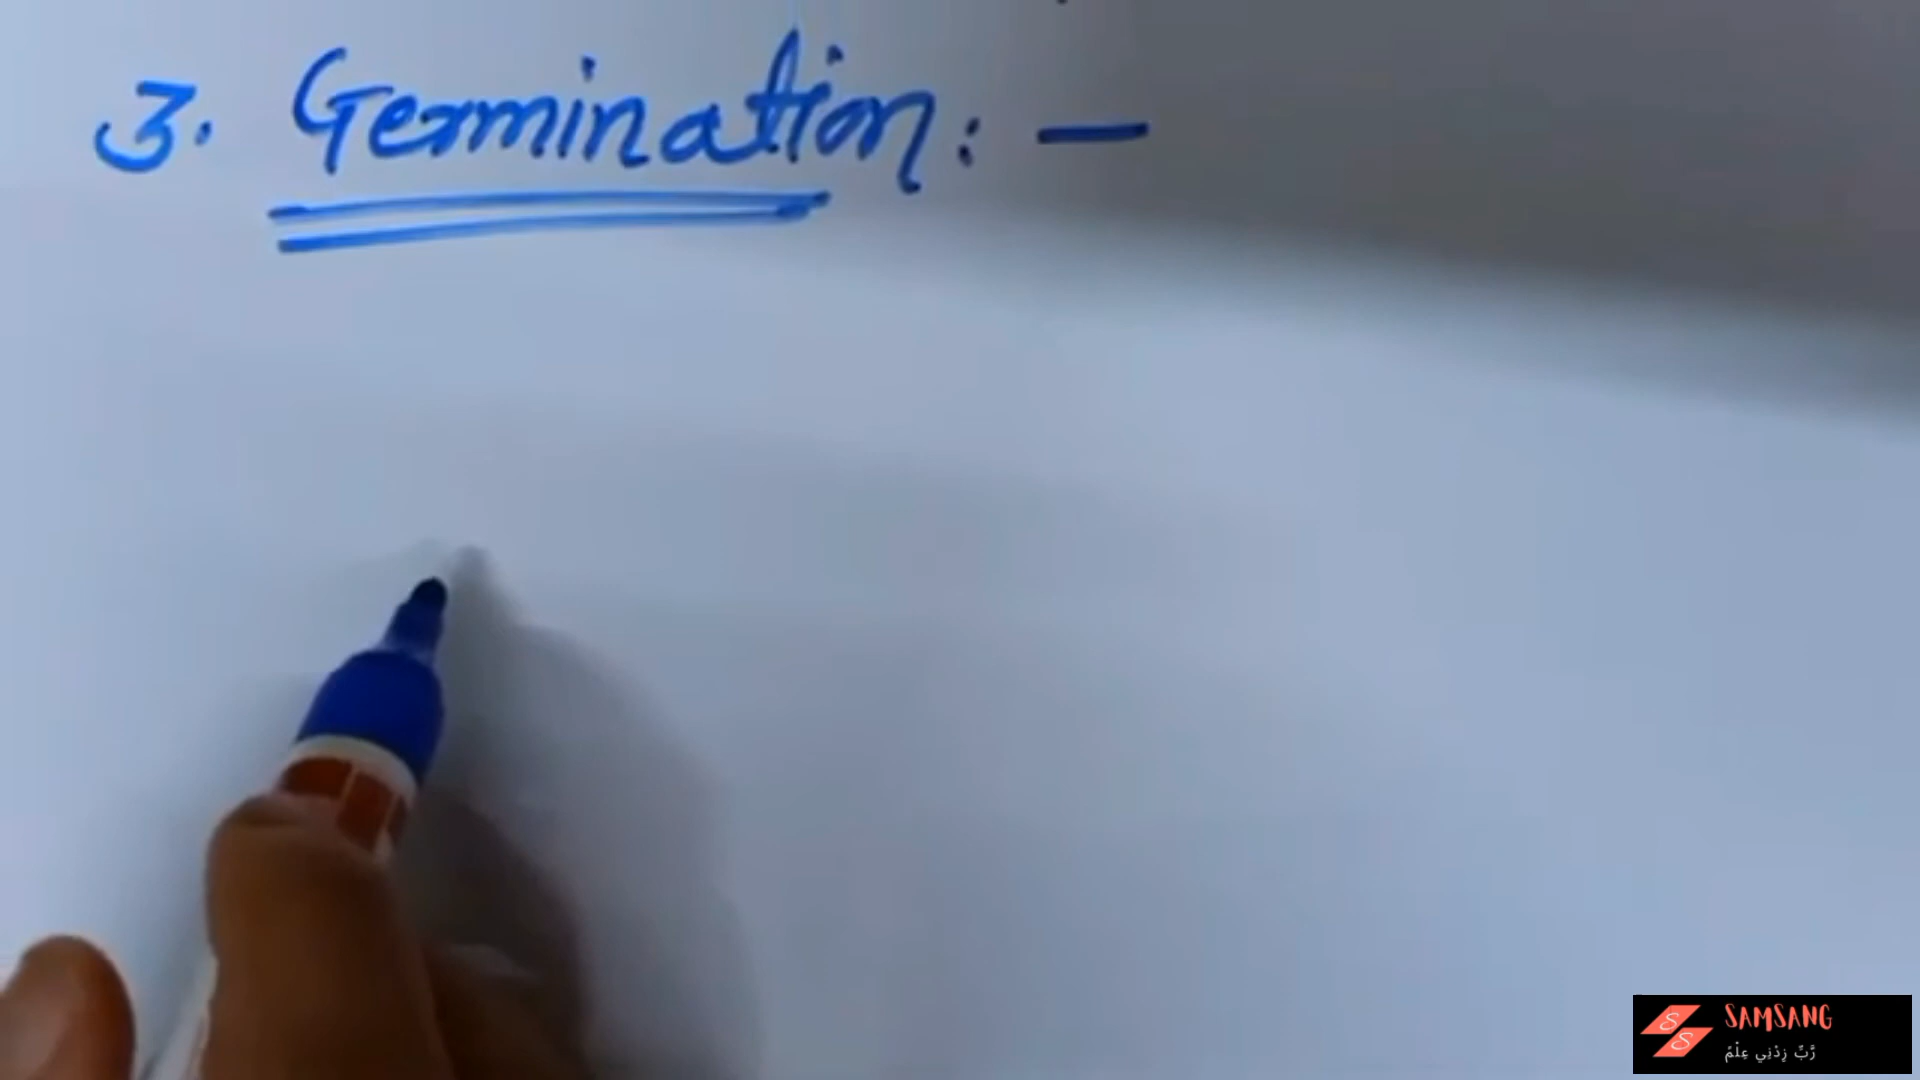 3. Germination : —
SAMSANG
رَّبِّ زِدْنِي عِلْمً